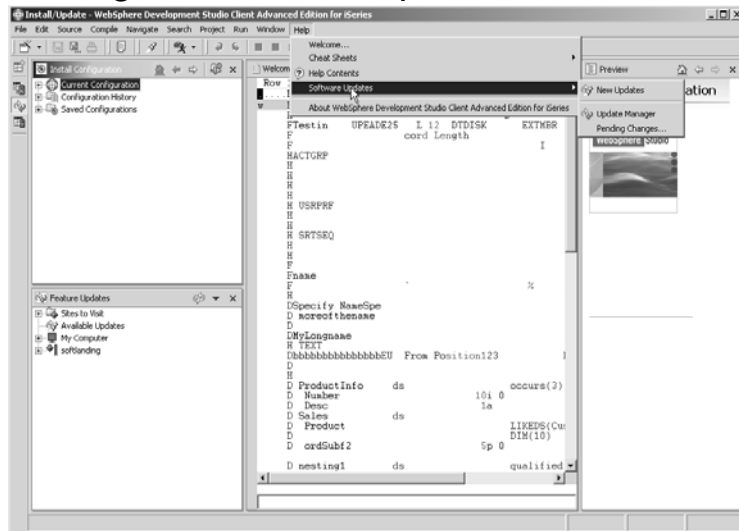 Install/Update - WebSphere Development Studio Client Advanced Edition for iSeries
File Edit Source Compile Navigate Search Project Run Window Help
Welcome...
Cheat Sheets
Help Contents
Software Updates
About WebSphere Development Studio Client Advanced Edition for iSeries
New Updates
Update Manager
Pending Changes...
Install Configuration
Current Configuration
Configuration History
Saved Configurations
Welcom
Row
Preview
ation
WebSphere Studio
FTestin UPEADE25 L 12 DTDISK EXTMBR
F cord Length
F I
HACTGRP
H
H
H
H
H USRPRF
H
H
H SRTSEQ
H
H
F
Fname
F ` %
H
DSpecify NameSpe
D moreofthename
D
DMyLongname
H TEXT
DbbbbbbbbbbbbbbEU From Position123
D
H
D ProductInfo ds occurs(3)
D Number 10i 0
D Desc 1a
D Sales ds
D Product LIKEDS(Cus
D DIM(10)
D ordSubf2 5p 0
D nesting1 ds qualified
Feature Updates
Sites to Visit
Available Updates
My Computer
softlanding